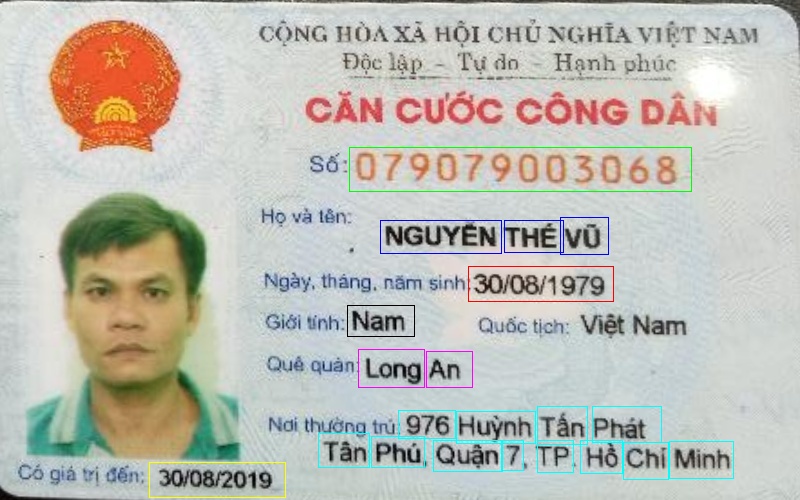 CỘNG HÒA XÃ HỘI CHỦ NGHĨA VIỆT NAM
Độc lập - Tự do - Hạnh phúc
CĂN CƯỚC CÔNG DÂN
Số: 079079003068
Họ và tên:
NGUYỄN THẾ VŨ
Ngày, tháng, năm sinh: 30/08/1979
Giới tính: Nam Quốc tịch: Việt Nam
Quê quán: Long An
Nơi thường trú: 976 Huỳnh Tấn Phát
Tân Phú, Quận 7, TP. Hồ Chí Minh
Có giá trị đến: 30/08/2019